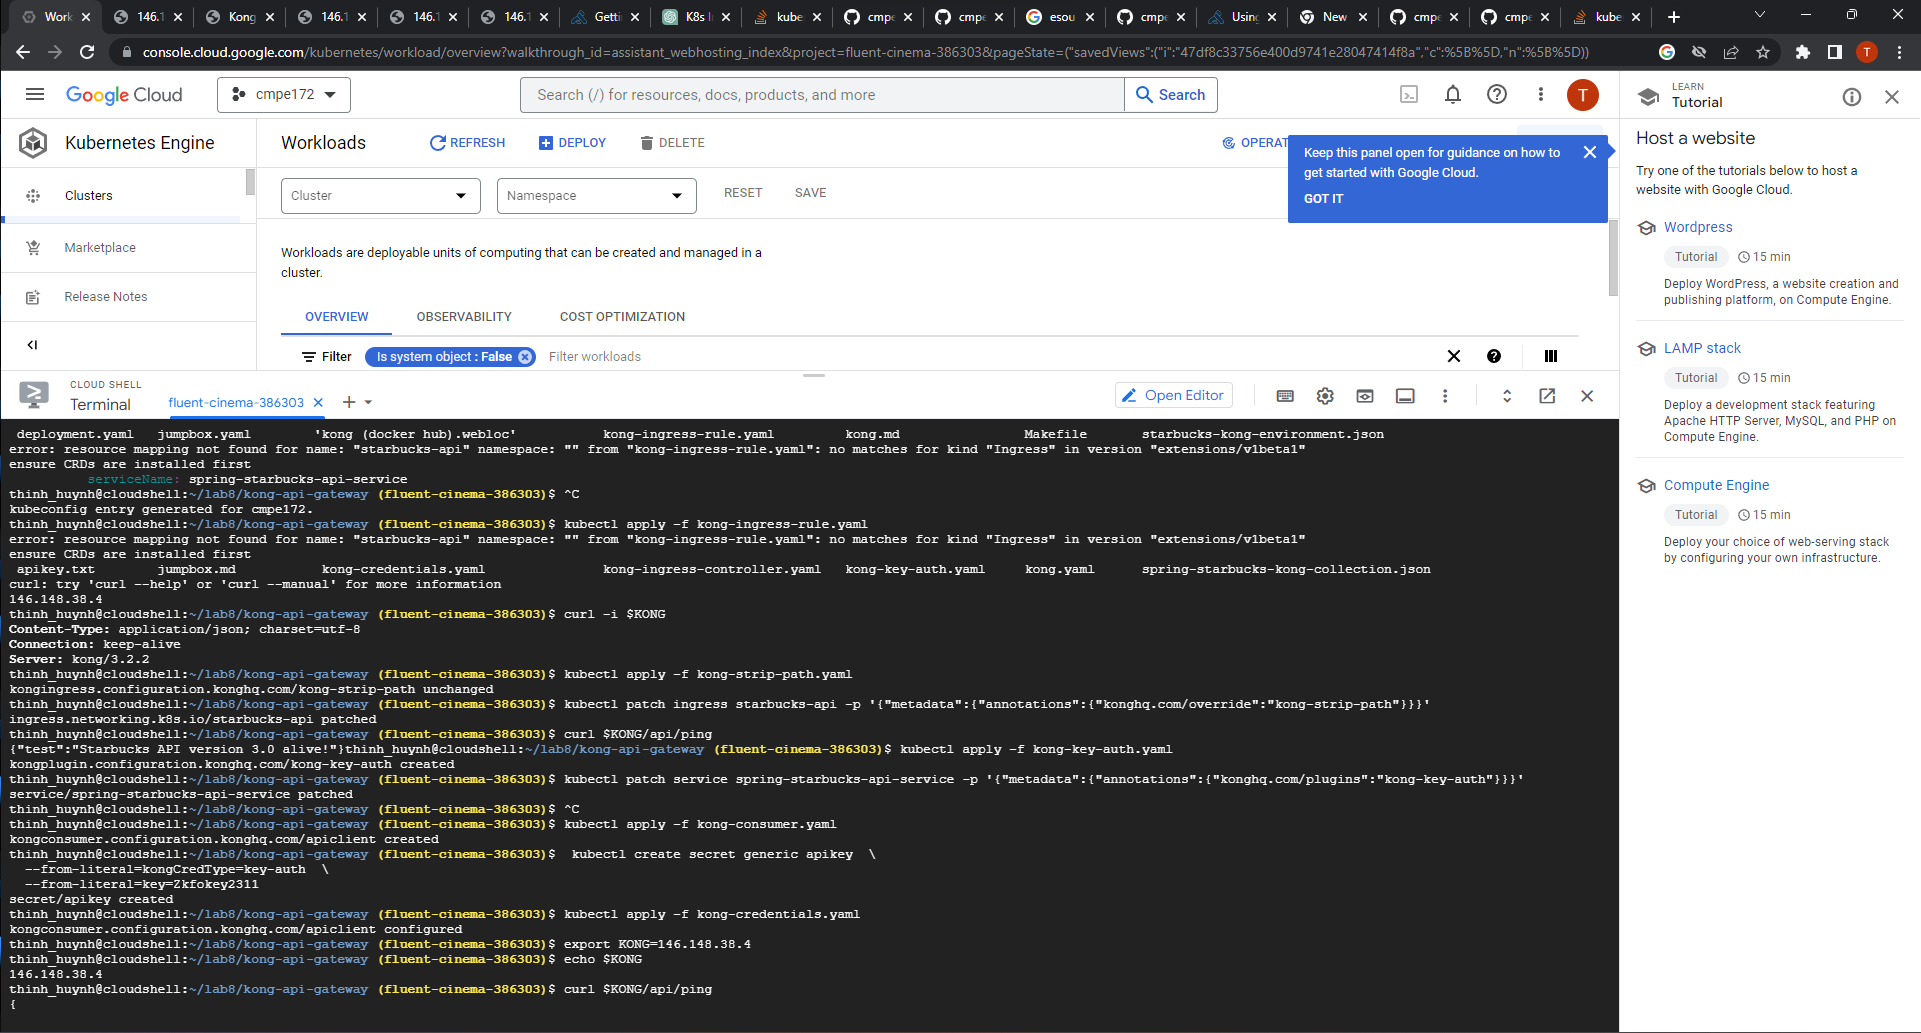 Work
146.1
Kong
146.1
146.1
146.1
Getti
K8s I
kube
cmpe
cmpe
esou
cmpe
Using
New
cmpe
cmpe
kube
console.cloud.google.com/kubernetes/workload/overview?walkthrough_id=assistant_webhosting_index&project=fluent-cinema-386303&pageState=("savedViews":("i":"47df8c33756e400d9741e28047414f8a","c":%5B%5D,"n":%5B%5D))
T
Google Cloud
cmpe172
Search (/) for resources, docs, products, and more
Search
T
LEARN
Tutorial
Kubernetes Engine
Workloads
REFRESH
DEPLOY
DELETE
OPERAT
Keep this panel open for guidance on how to
get started with Google Cloud.
GOT IT
Clusters
Marketplace
Release Notes
Cluster
Namespace
RESET
SAVE
Workloads are deployable units of computing that can be created and managed in a
cluster.
OVERVIEW
OBSERVABILITY
COST OPTIMIZATION
Filter
Is system object : False
Filter workloads
Host a website
Try one of the tutorials below to host a
website with Google Cloud.
Wordpress
Tutorial
15 min
Deploy WordPress, a website creation and
publishing platform, on Compute Engine.
LAMP stack
Tutorial
15 min
Deploy a development stack featuring
Apache HTTP Server, MySQL, and PHP on
Compute Engine.
Compute Engine
Tutorial
15 min
Deploy your choice of web-serving stack
by configuring your own infrastructure.
CLOUD SHELL
Terminal
fluent-cinema-386303
Open Editor
deployment.yaml   jumpbox.yaml   'kong (docker hub).webloc'   kong-ingress-rule.yaml   kong.md   Makefile   starbucks-kong-environment.json
error: resource mapping not found for name: "starbucks-api" namespace: "" from "kong-ingress-rule.yaml": no matches for kind "Ingress" in version "extensions/v1beta1"
ensure CRDs are installed first
serviceName: spring-starbucks-api-service
thinh_huynh@cloudshell:~/lab8/kong-api-gateway (fluent-cinema-386303)$ ^C
kubeconfig entry generated for cmpe172.
thinh_huynh@cloudshell:~/lab8/kong-api-gateway (fluent-cinema-386303)$ kubectl apply -f kong-ingress-rule.yaml
error: resource mapping not found for name: "starbucks-api" namespace: "" from "kong-ingress-rule.yaml": no matches for kind "Ingress" in version "extensions/v1beta1"
ensure CRDs are installed first
apikey.txt   jumpbox.md   kong-credentials.yaml   kong-ingress-controller.yaml   kong-key-auth.yaml   kong.yaml   spring-starbucks-kong-collection.json
curl: try 'curl --help' or 'curl --manual' for more information
146.148.38.4
thinh_huynh@cloudshell:~/lab8/kong-api-gateway (fluent-cinema-386303)$ curl -i $KONG
Content-Type: application/json; charset=utf-8
Connection: keep-alive
Server: kong/3.2.2
thinh_huynh@cloudshell:~/lab8/kong-api-gateway (fluent-cinema-386303)$ kubectl apply -f kong-strip-path.yaml
kongingress.configuration.konghq.com/kong-strip-path unchanged
thinh_huynh@cloudshell:~/lab8/kong-api-gateway (fluent-cinema-386303)$ kubectl patch ingress starbucks-api -p '{"metadata":{"annotations":{"konghq.com/override":"kong-strip-path"}}}'
ingress.networking.k8s.io/starbucks-api patched
thinh_huynh@cloudshell:~/lab8/kong-api-gateway (fluent-cinema-386303)$ curl $KONG/api/ping
{"test":"Starbucks API version 3.0 alive!"}thinh_huynh@cloudshell:~/lab8/kong-api-gateway (fluent-cinema-386303)$ kubectl apply -f kong-key-auth.yaml
kongplugin.configuration.konghq.com/kong-key-auth created
thinh_huynh@cloudshell:~/lab8/kong-api-gateway (fluent-cinema-386303)$ kubectl patch service spring-starbucks-api-service -p '{"metadata":{"annotations":{"konghq.com/plugins":"kong-key-auth"}}}'
service/spring-starbucks-api-service patched
thinh_huynh@cloudshell:~/lab8/kong-api-gateway (fluent-cinema-386303)$ ^C
thinh_huynh@cloudshell:~/lab8/kong-api-gateway (fluent-cinema-386303)$ kubectl apply -f kong-consumer.yaml
kongconsumer.configuration.konghq.com/apiclient created
thinh_huynh@cloudshell:~/lab8/kong-api-gateway (fluent-cinema-386303)$  kubectl create secret generic apikey  \
--from-literal=kongCredType=key-auth  \
--from-literal=key=Zkfokey2311
secret/apikey created
thinh_huynh@cloudshell:~/lab8/kong-api-gateway (fluent-cinema-386303)$ kubectl apply -f kong-credentials.yaml
kongconsumer.configuration.konghq.com/apiclient configured
thinh_huynh@cloudshell:~/lab8/kong-api-gateway (fluent-cinema-386303)$ export KONG=146.148.38.4
thinh_huynh@cloudshell:~/lab8/kong-api-gateway (fluent-cinema-386303)$ echo $KONG
146.148.38.4
thinh_huynh@cloudshell:~/lab8/kong-api-gateway (fluent-cinema-386303)$ curl $KONG/api/ping
{